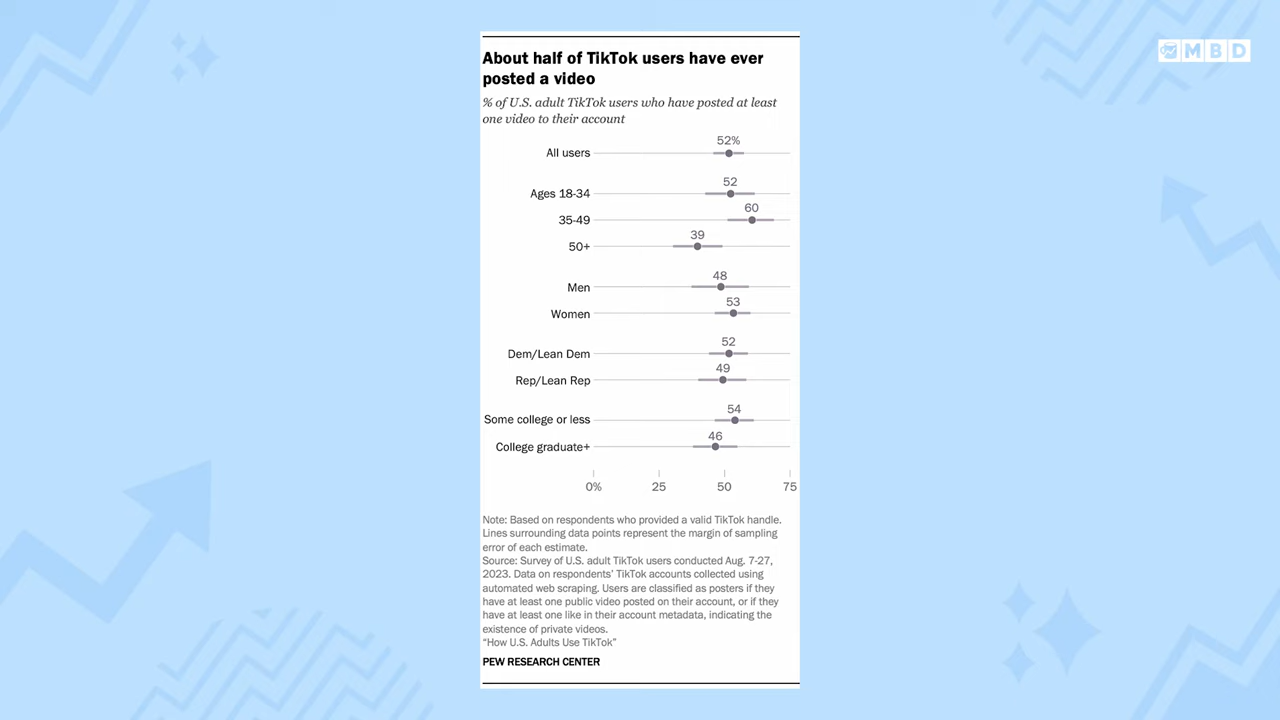 MBD
About half of TikTok users have ever
posted a video
% of U.S. adult TikTok users who have posted at least
one video to their account
52%
All users
52
Ages 18-34
60
35-49
39
50+
48
Men
53
Women
52
Dem/Lean Dem
49
Rep/Lean Rep
54
Some college or less
46
College graduate+
0% 25 50 75
Note: Based on respondents who provided a valid TikTok handle.
Lines surrounding data points represent the margin of sampling
error of each estimate.
Source: Survey of U.S. adult TikTok users conducted Aug. 7-27,
2023. Data on respondents' TikTok accounts collected using
automated web scraping. Users are classified as posters if they
have at least one public video posted on their account, or if they
have at least one like in their account metadata, indicating the
existence of private videos.
"How U.S. Adults Use TikTok"
PEW RESEARCH CENTER